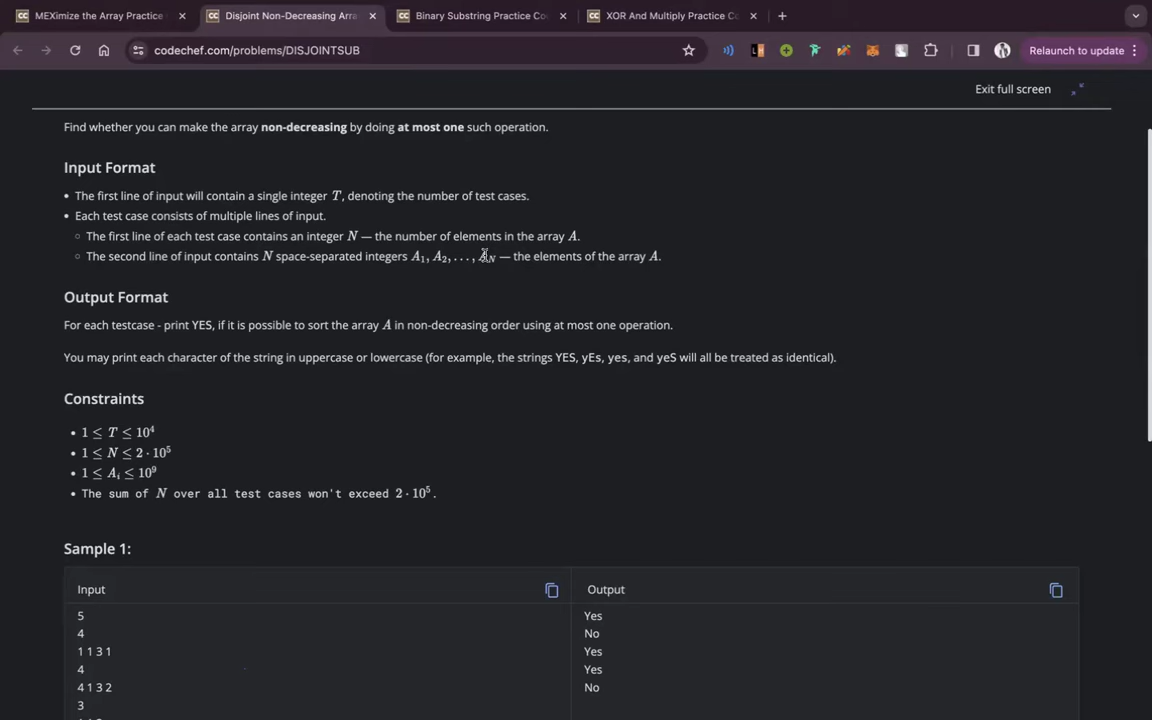 MEXimize the Array Practice
Disjoint Non-Decreasing Arra
Binary Substring Practice Co
XOR And Multiply Practice Co
codechef.com/problems/DISJOINTSUB
Relaunch to update
Exit full screen
Find whether you can make the array non-decreasing by doing at most one such operation.
Input Format
• The first line of input will contain a single integer T, denoting the number of test cases.
• Each test case consists of multiple lines of input.
○ The first line of each test case contains an integer N — the number of elements in the array A.
○ The second line of input contains N space-separated integers A₁, A₂, ..., A_N — the elements of the array A.
Output Format
For each testcase - print YES, if it is possible to sort the array A in non-decreasing order using at most one operation.
You may print each character of the string in uppercase or lowercase (for example, the strings YES, yEs, yes, and yeS will all be treated as identical).
Constraints
• 1 ≤ T ≤ 10⁴
• 1 ≤ N ≤ 2 · 10⁵
• 1 ≤ Aᵢ ≤ 10⁹
• The sum of N over all test cases won't exceed 2 · 10⁵.
Sample 1:
Input
Output
5
4
1 1 3 1
4
4 1 3 2
3
Yes
No
Yes
Yes
No